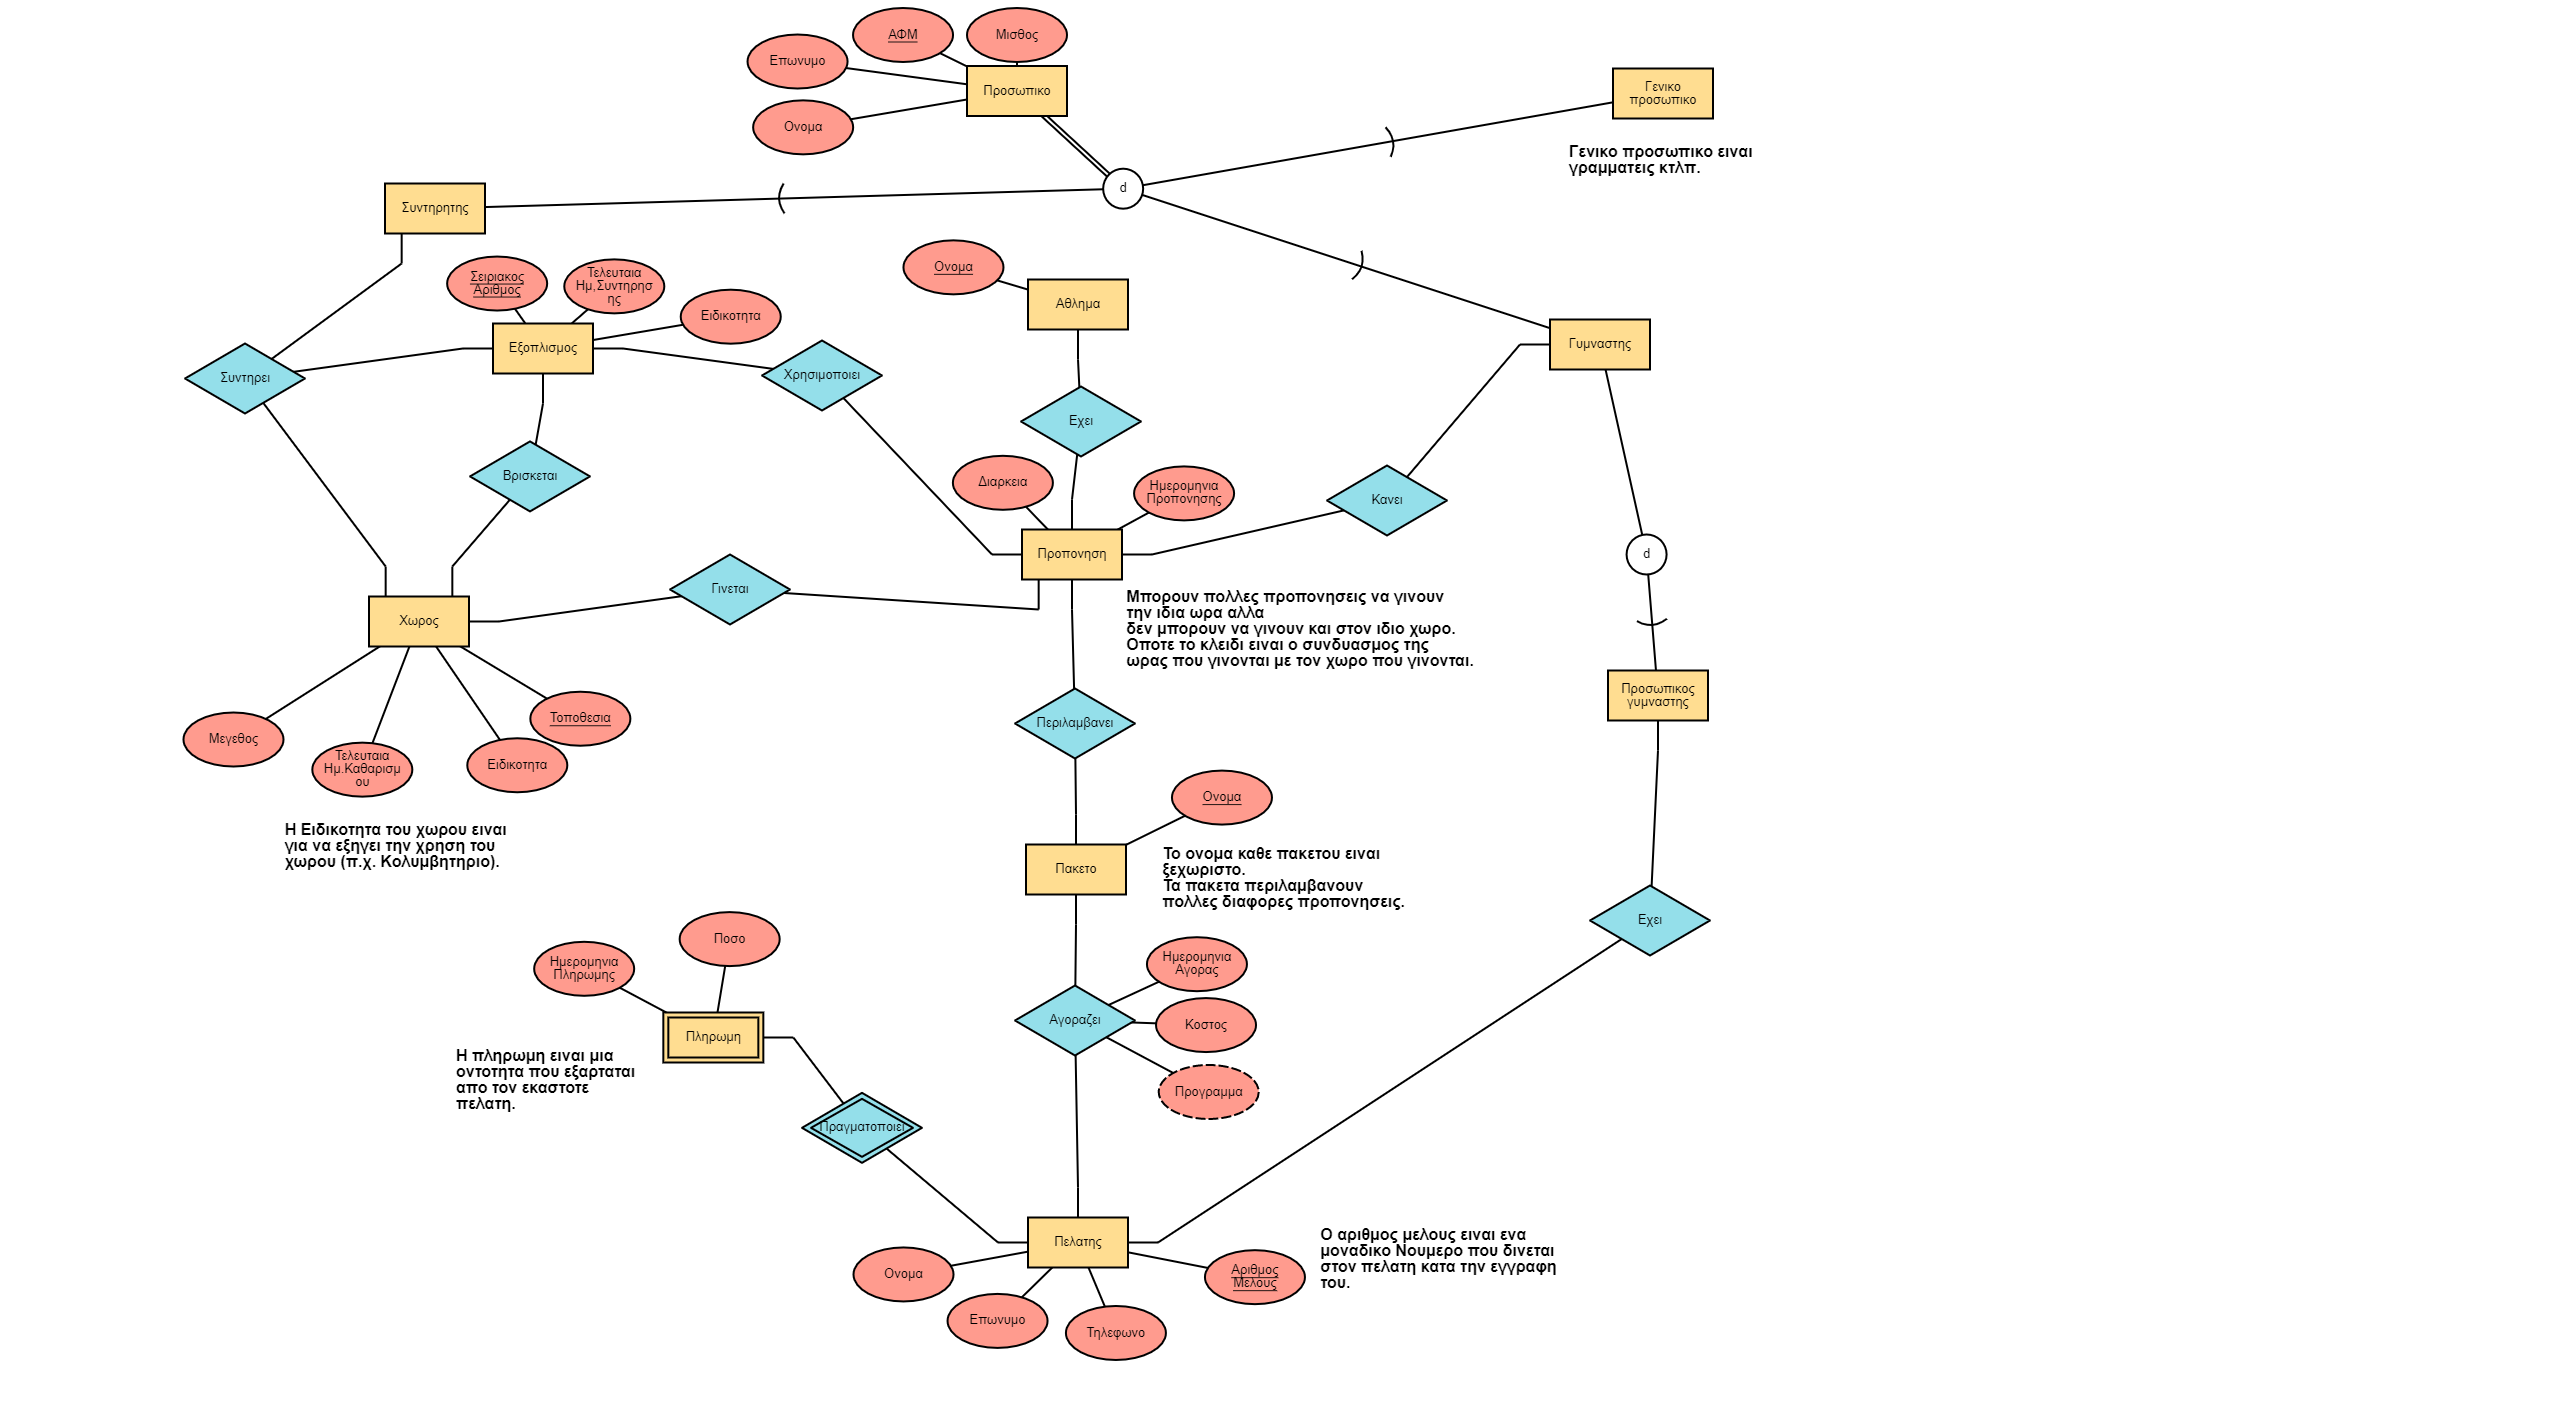 ΑΦΜ
Μισθος
Επωνυμο
Προσωπικο
Ονομα
Γενικο
προσωπικο
Γενικο προσωπικο ειναι
γραμματεις κτλπ.
d
Συντηρητης
Σειριακος
Αριθμος
Τελευταια
Ημ,Συντηρησ
ης
Ειδικοτητα
Ονομα
Αθλημα
Εξοπλισμος
Γυμναστης
Συντηρει
Χρησιμοποιει
Εχει
Βρισκεται
Διαρκεια
Ημερομηνια
Προπονησης
Κανει
Προπονηση
d
Γινεται
Χωρος
Μπορουν πολλες προπονησεις να γινουν
την ιδια ωρα αλλα
δεν μπορουν να γινουν και στον ιδιο χωρο.
Οποτε το κλειδι ειναι ο συνδυασμος της
ωρας που γινονται με τον χωρο που γινονται.
Προσωπικος
γυμναστης
Μεγεθος
Τελευταια
Ημ.Καθαρισμ
ου
Ειδικοτητα
Τοποθεσια
Περιλαμβανει
Η Ειδικοτητα του χωρου ειναι
για να εξηγει την χρηση του
χωρου (π.χ. Κολυμβητηριο).
Ονομα
Πακετο
Το ονομα καθε πακετου ειναι
ξεχωριστο.
Τα πακετα περιλαμβανουν
πολλες διαφορες προπονησεις.
Εχει
Ποσο
Ημερομηνια
Πληρωμης
Πληρωμη
Ημερομηνια
Αγορας
Αγοραζει
Κοστος
Προγραμμα
Η πληρωμη ειναι μια
οντοτητα που εξαρταται
απο τον εκαστοτε
πελατη.
Πραγματοποιει
Πελατης
Ονομα
Επωνυμο
Τηλεφωνο
Αριθμος
Μελους
Ο αριθμος μελους ειναι ενα
μοναδικο Νουμερο που δινεται
στον πελατη κατα την εγγραφη
του.